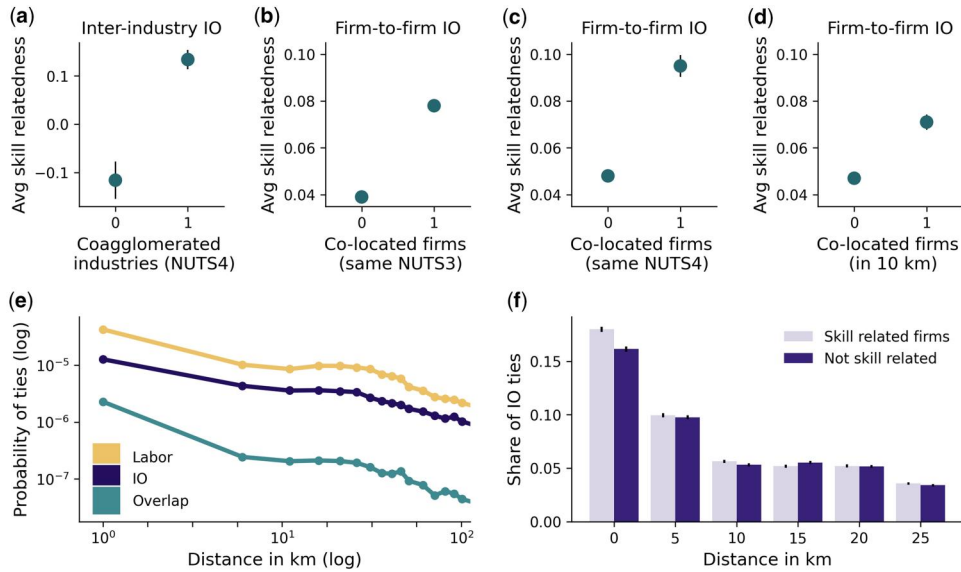 (a)
Inter-industry IO
Avg skill relatedness
0.1
0.0
−0.1
0
1
Coagglomerated
industries (NUTS4)
(b)
Firm-to-firm IO
Avg skill relatedness
0.10
0.08
0.06
0.04
0
1
Co-located firms
(same NUTS3)
(c)
Firm-to-firm IO
Avg skill relatedness
0.10
0.08
0.06
0.04
0
1
Co-located firms
(same NUTS4)
(d)
Firm-to-firm IO
Avg skill relatedness
0.10
0.08
0.06
0.04
0
1
Co-located firms
(in 10 km)
(e)
Probability of ties (log)
10⁻⁵
10⁻⁶
10⁻⁷
Labor
IO
Overlap
10⁰
10¹
10²
Distance in km (log)
(f)
Share of IO ties
0.15
0.10
0.05
0.00
Skill related firms
Not skill related
0
5
10
15
20
25
Distance in km